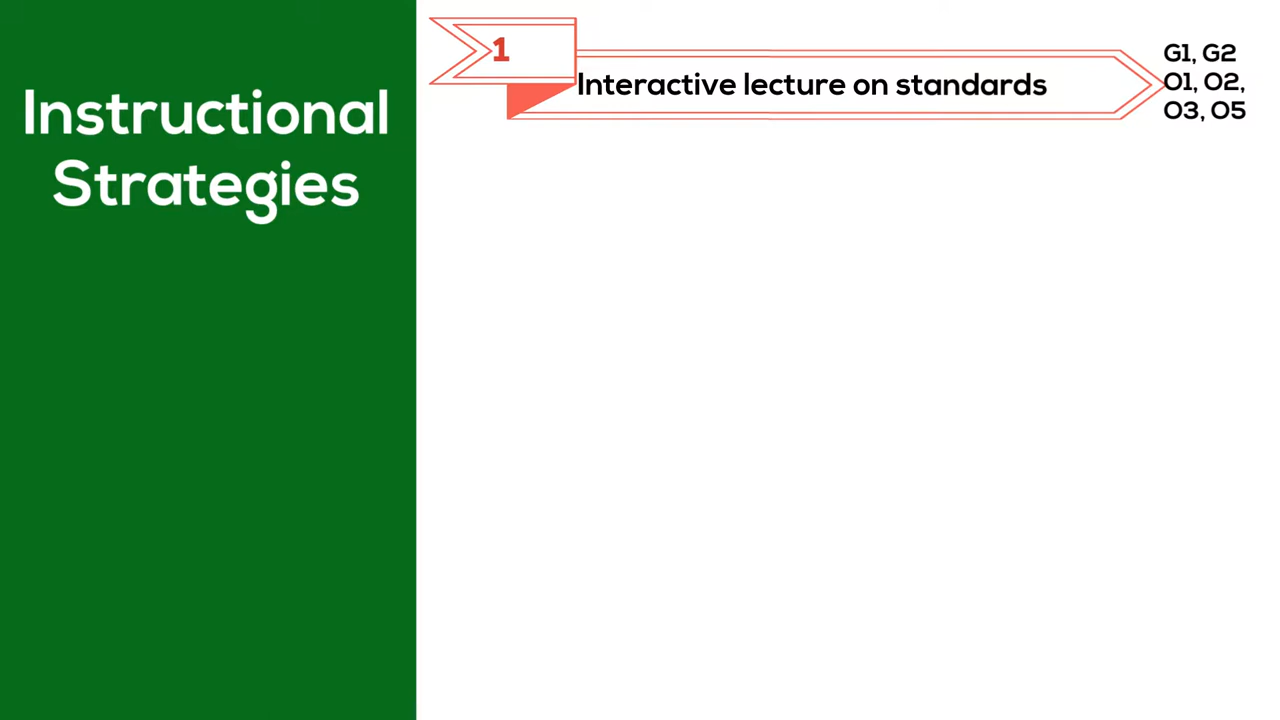 Instructional
Strategies
1
Interactive lecture on standards
G1, G2
O1, O2,
O3, O5